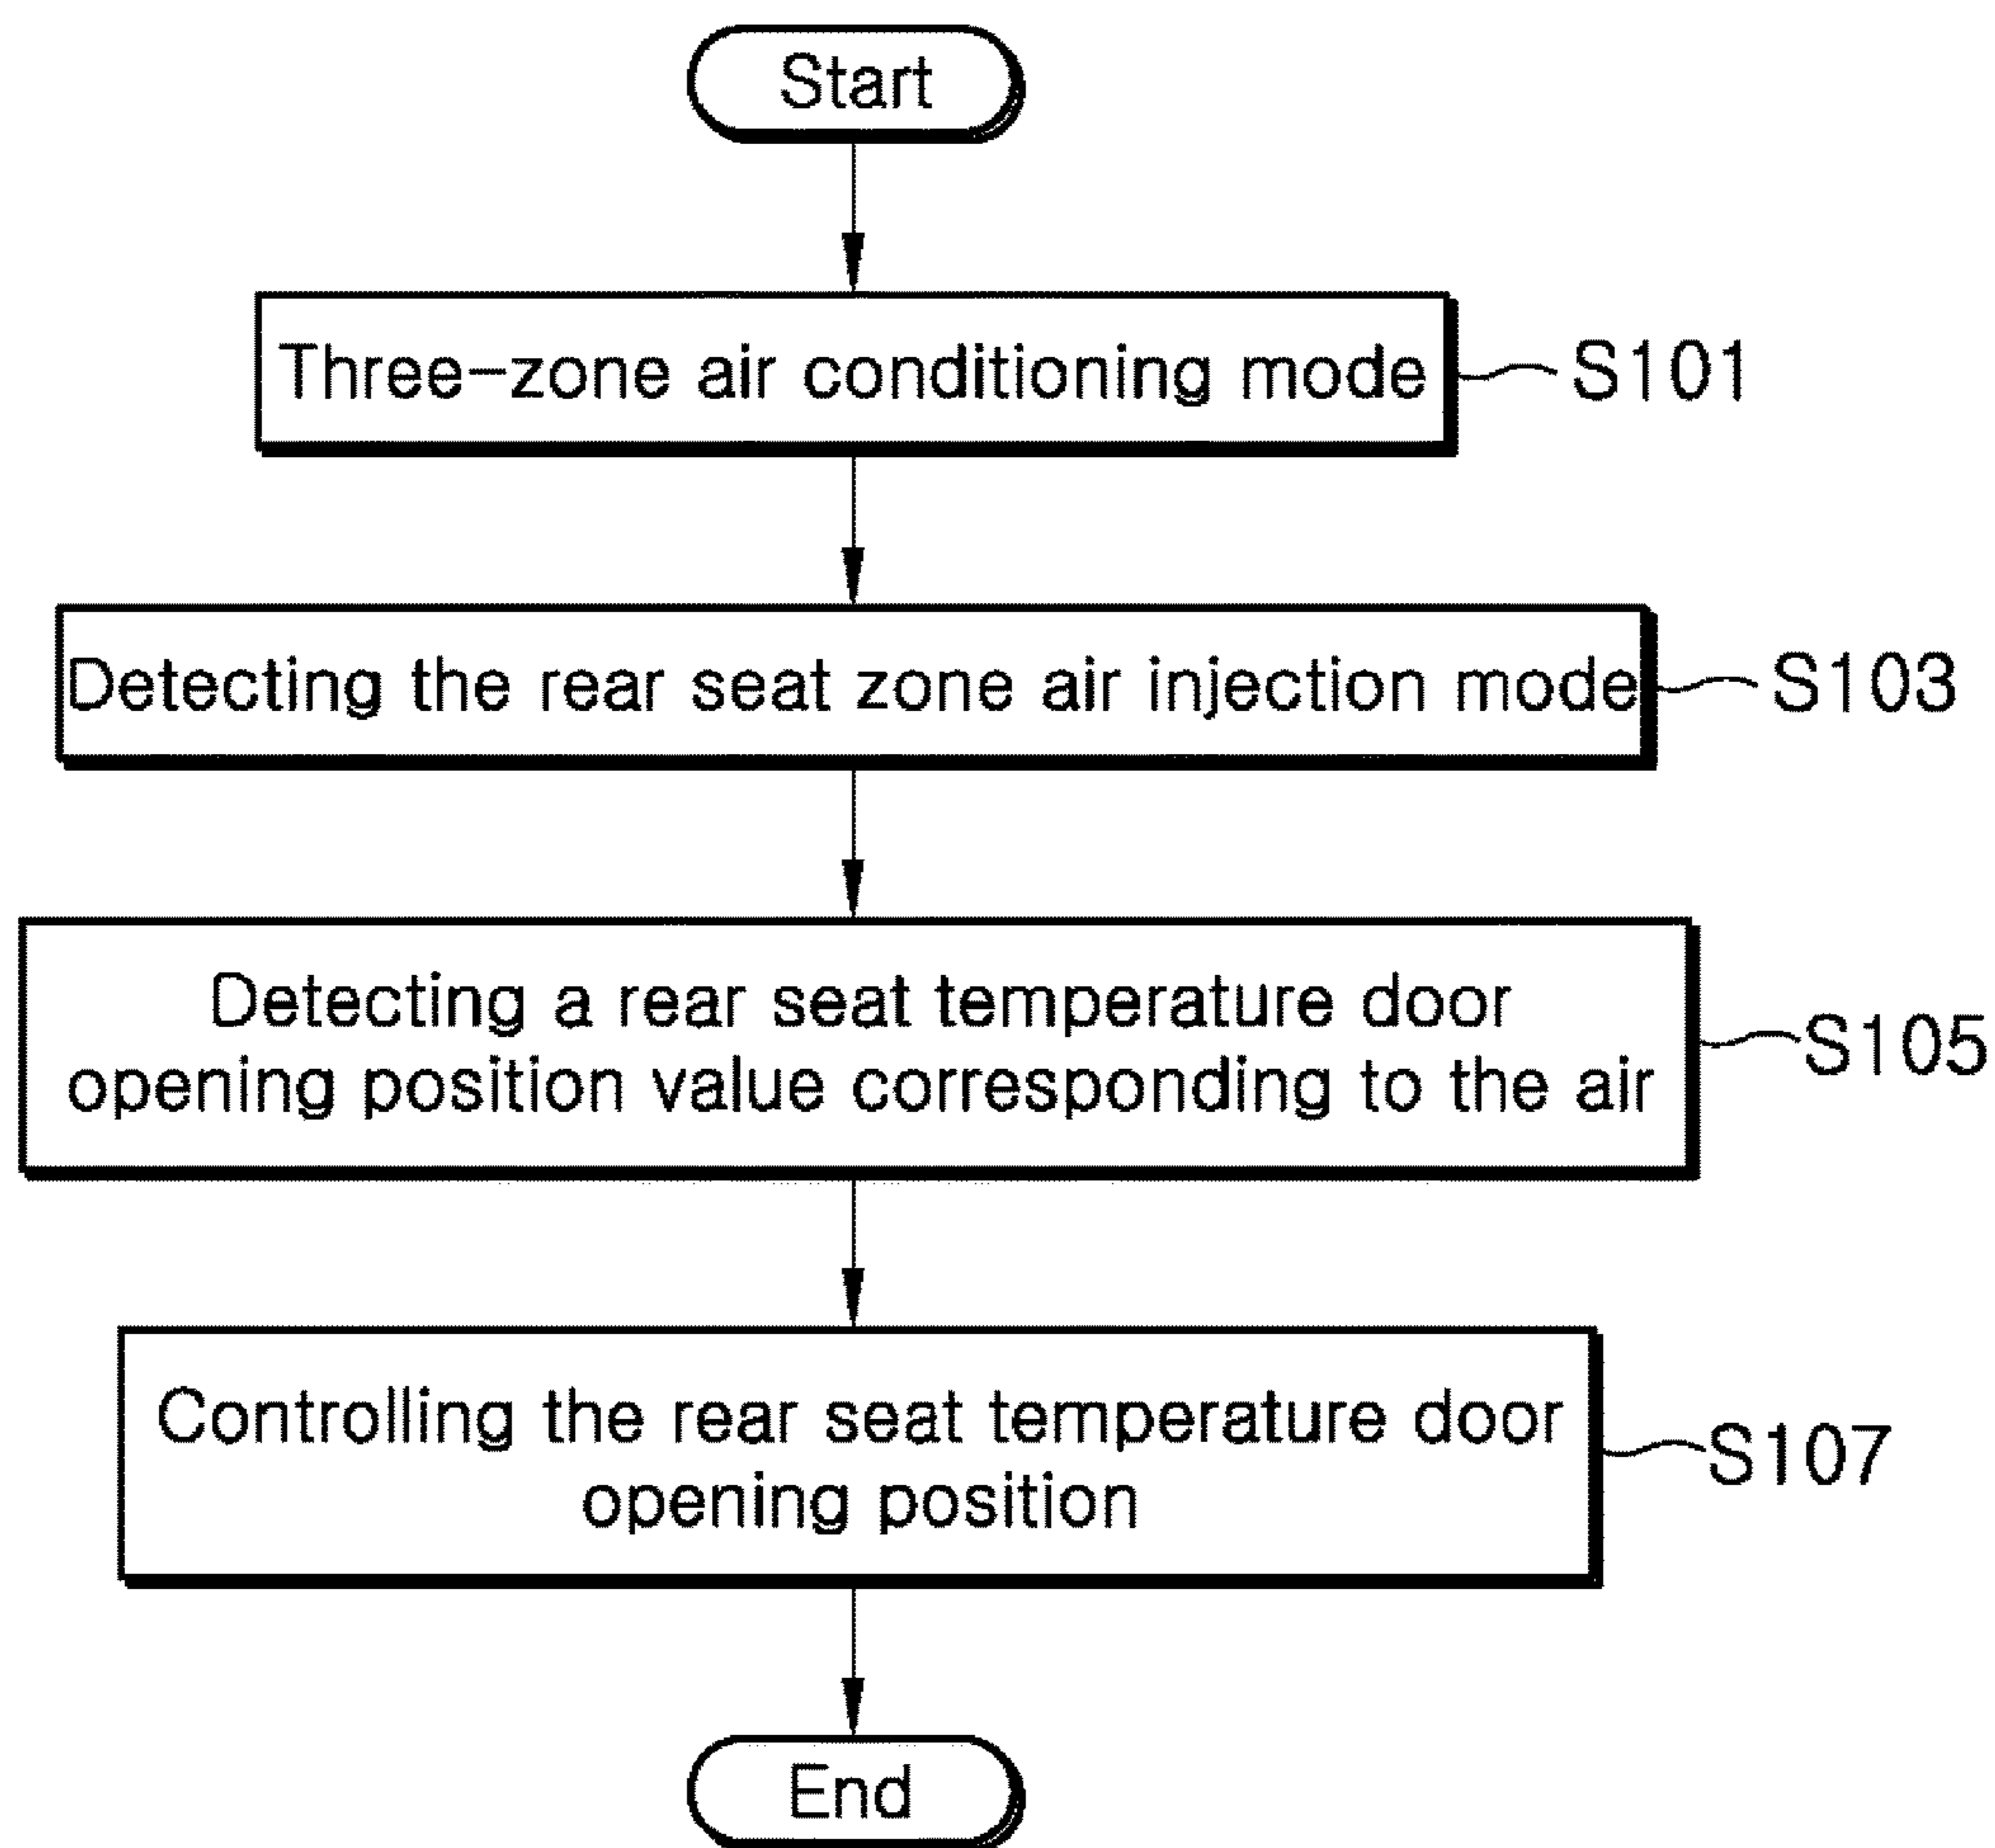 Start
Three-zone air conditioning mode S101
Detecting the rear seat zone air injection mode S103
Detecting a rear seat temperature door
opening position value corresponding to the air S105
Controlling the rear seat temperature door
opening position S107
End